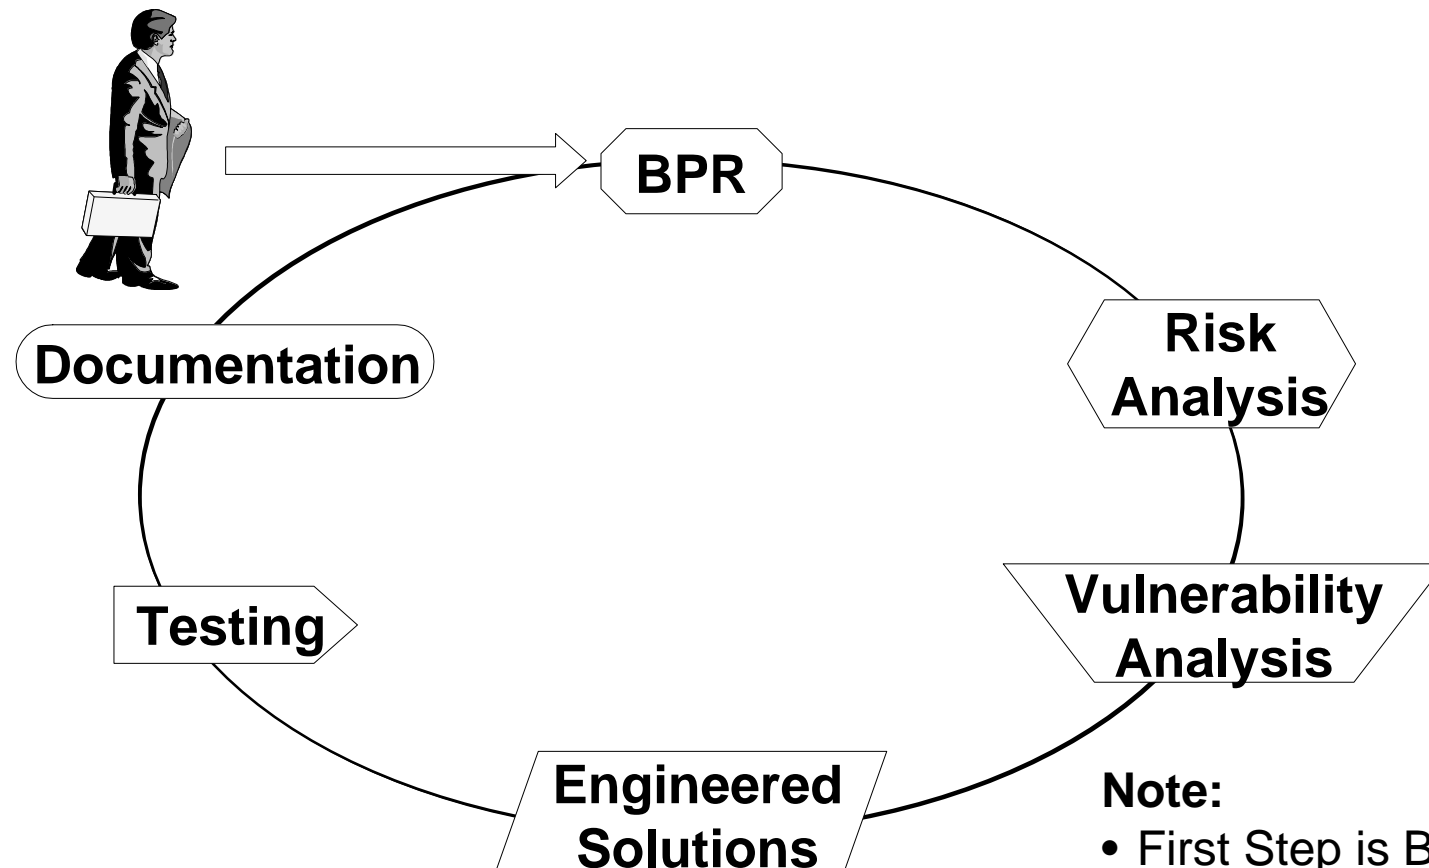 BPR
Risk
Analysis
Vulnerability
Analysis
Engineered
Solutions
Testing
Documentation
Note:
• First Step is B